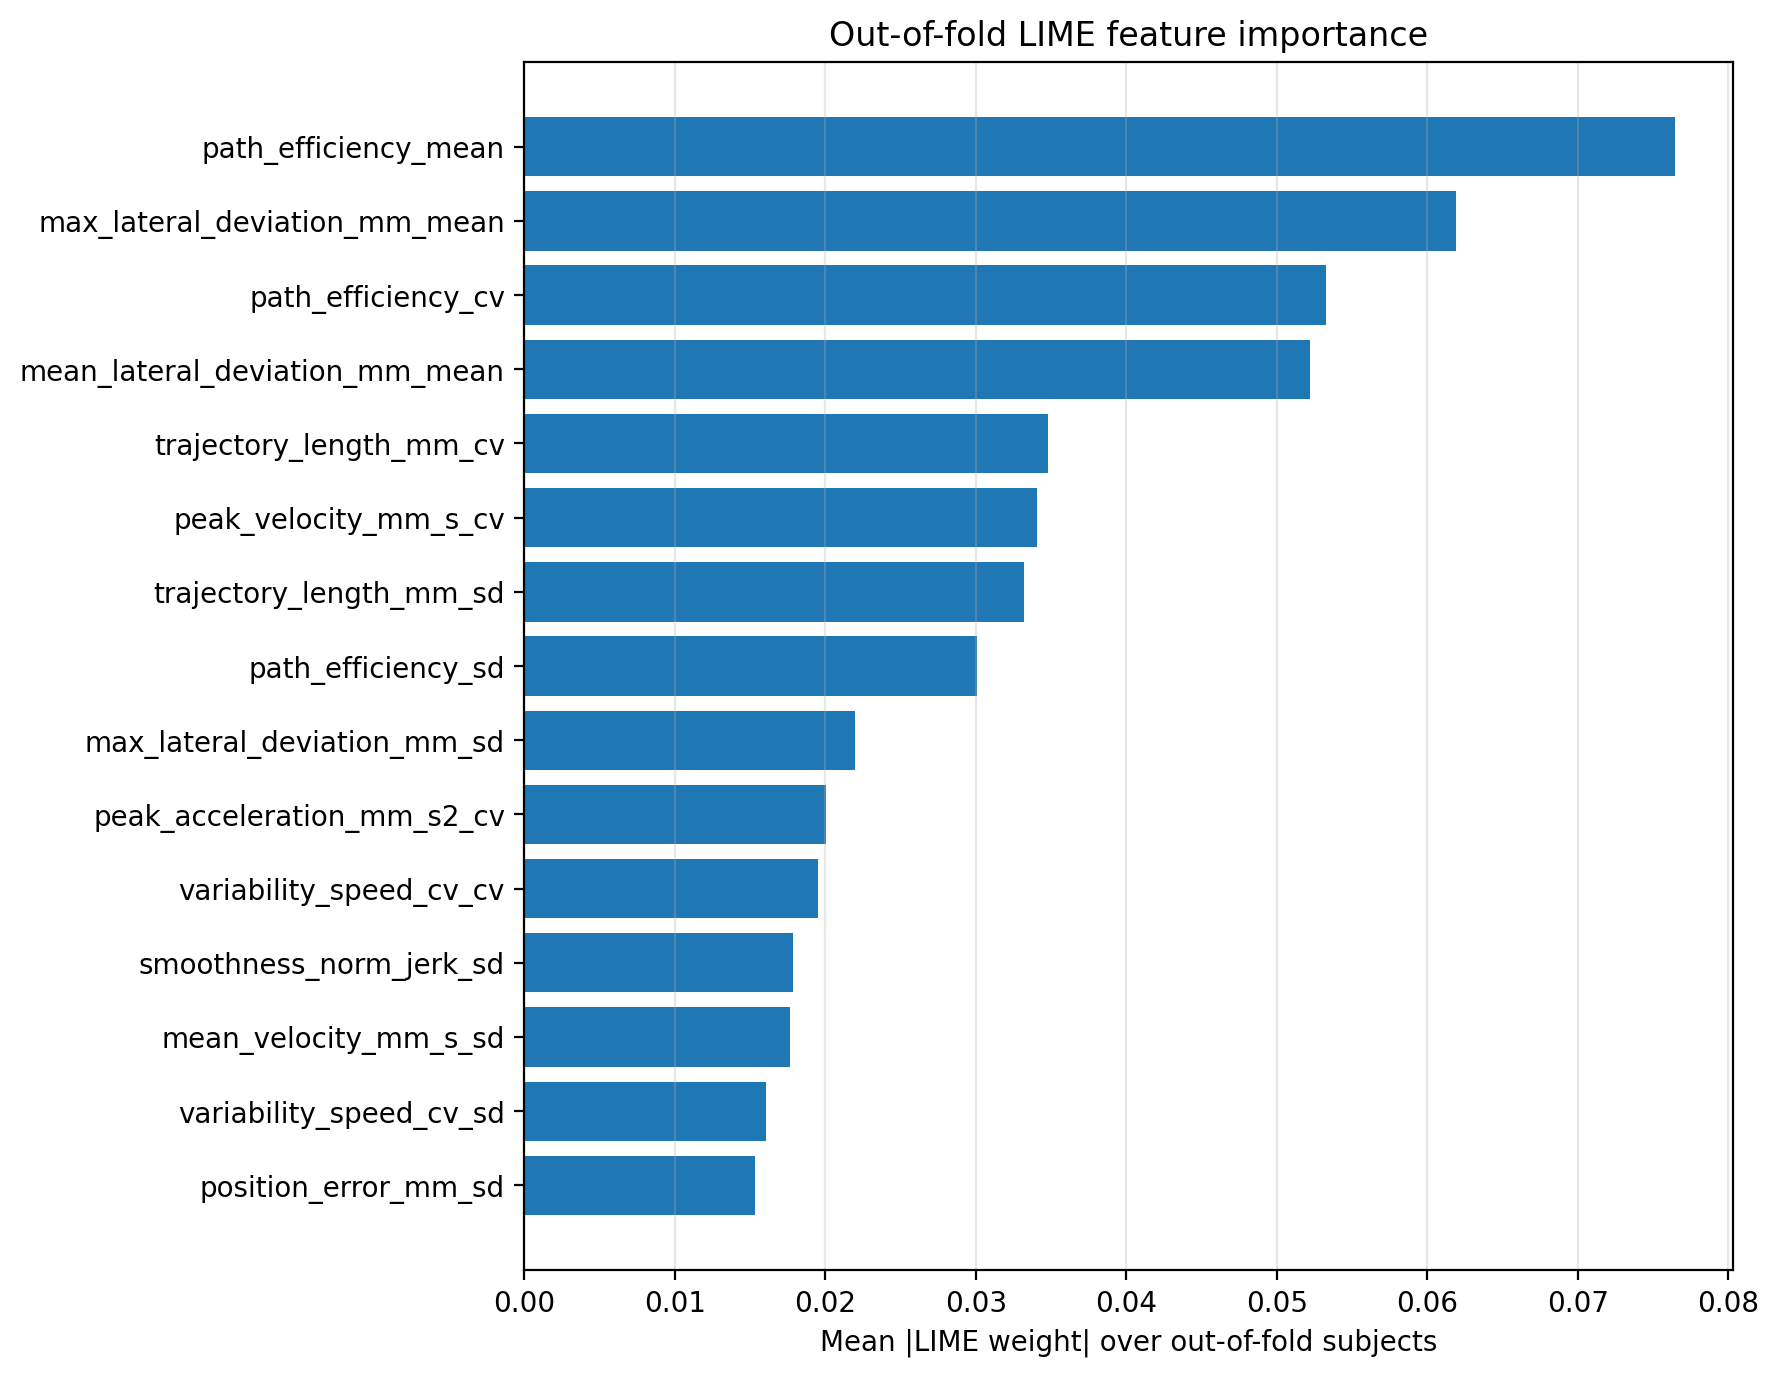 Out-of-fold LIME feature importance
path_efficiency_mean
max_lateral_deviation_mm_mean
path_efficiency_cv
mean_lateral_deviation_mm_mean
trajectory_length_mm_cv
peak_velocity_mm_s_cv
trajectory_length_mm_sd
path_efficiency_sd
max_lateral_deviation_mm_sd
peak_acceleration_mm_s2_cv
variability_speed_cv_cv
smoothness_norm_jerk_sd
mean_velocity_mm_s_sd
variability_speed_cv_sd
position_error_mm_sd
0.00 0.01 0.02 0.03 0.04 0.05 0.06 0.07 0.08
Mean |LIME weight| over out-of-fold subjects